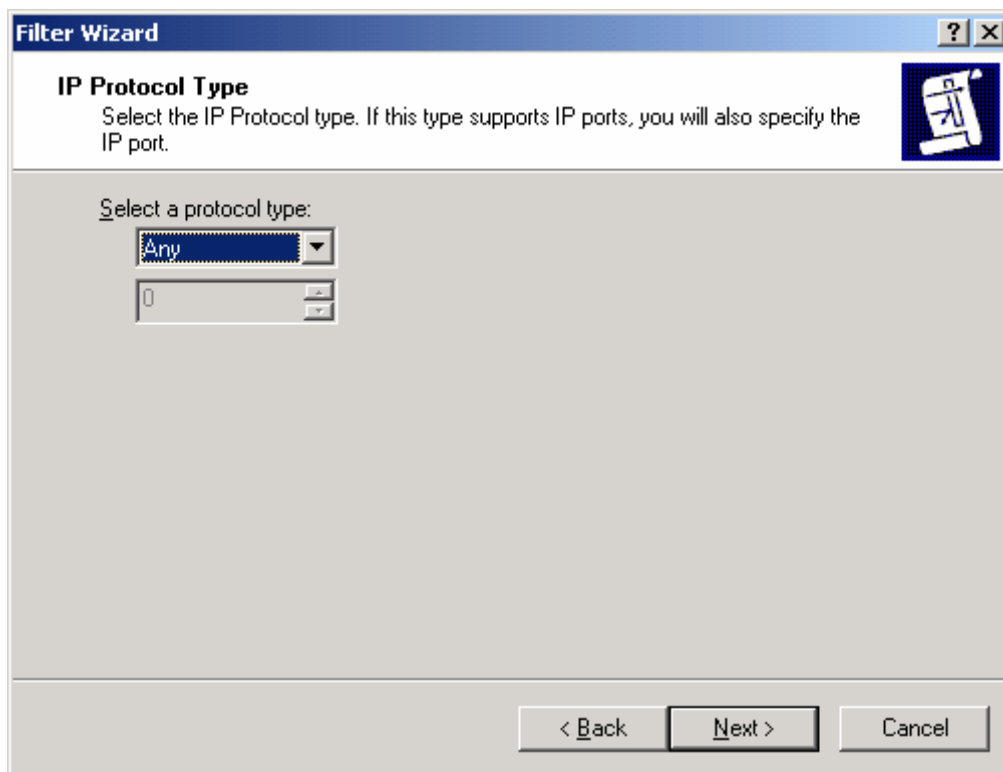 Filter Wizard
IP Protocol Type
Select the IP Protocol type. If this type supports IP ports, you will also specify the
IP port.
Select a protocol type:
Any
0
< Back
Next >
Cancel